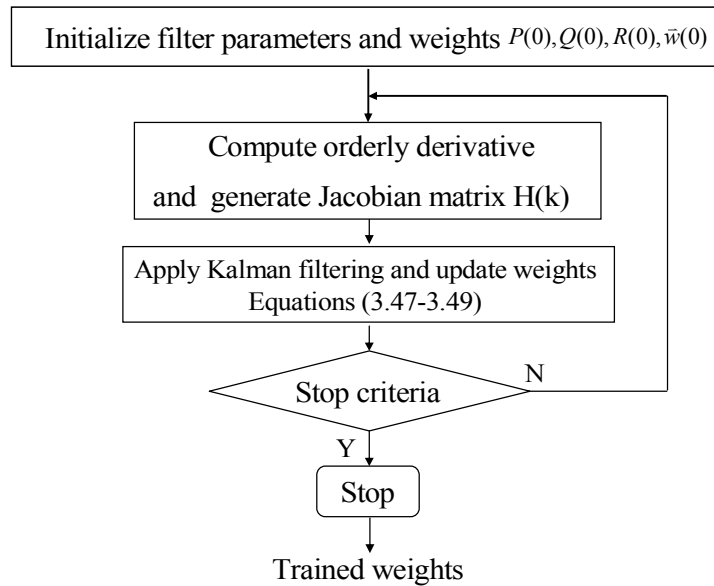 Initialize filter parameters and weights P(0),Q(0),R(0),w⃗(0)
Compute orderly derivative
and generate Jacobian matrix H(k)
Apply Kalman filtering and update weights
Equations (3.47-3.49)
N
Stop criteria
Y
Stop
Trained weights